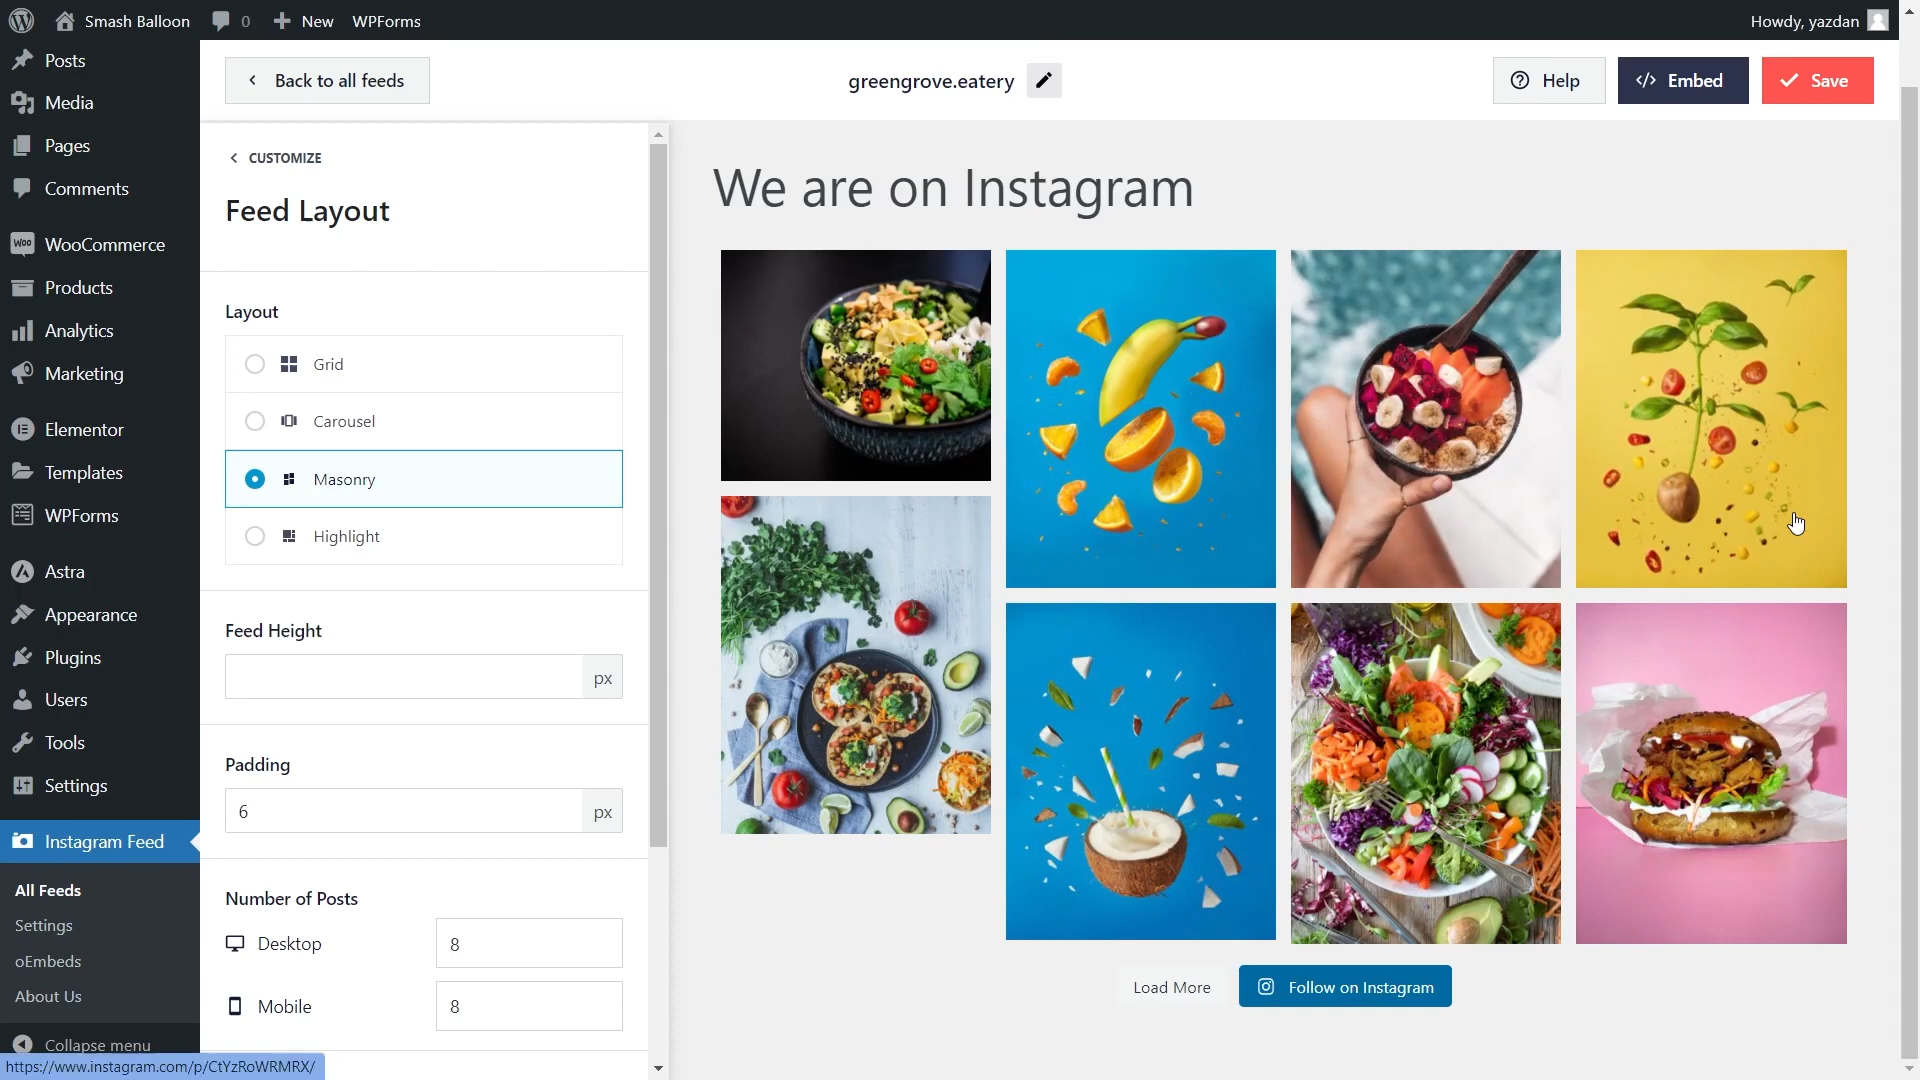 Smash Balloon 0 New WPForms Howdy, yazdan
Posts
Media
Pages
Comments
Woo WooCommerce
Products
Analytics
Marketing
Elementor
Templates
WPForms
Astra
Appearance
Plugins
Users
Tools
Settings
Instagram Feed
All Feeds
Settings
oEmbeds
About Us
Collapse menu
https://www.instagram.com/p/CtYzRoWRMRX/
Back to all feeds
greengrove.eatery
Help
</> Embed
Save
CUSTOMIZE
Feed Layout
Layout
Grid
Carousel
Masonry
Highlight
Feed Height
px
Padding
6 px
Number of Posts
Desktop 8
Mobile 8
We are on Instagram
Load More
Follow on Instagram